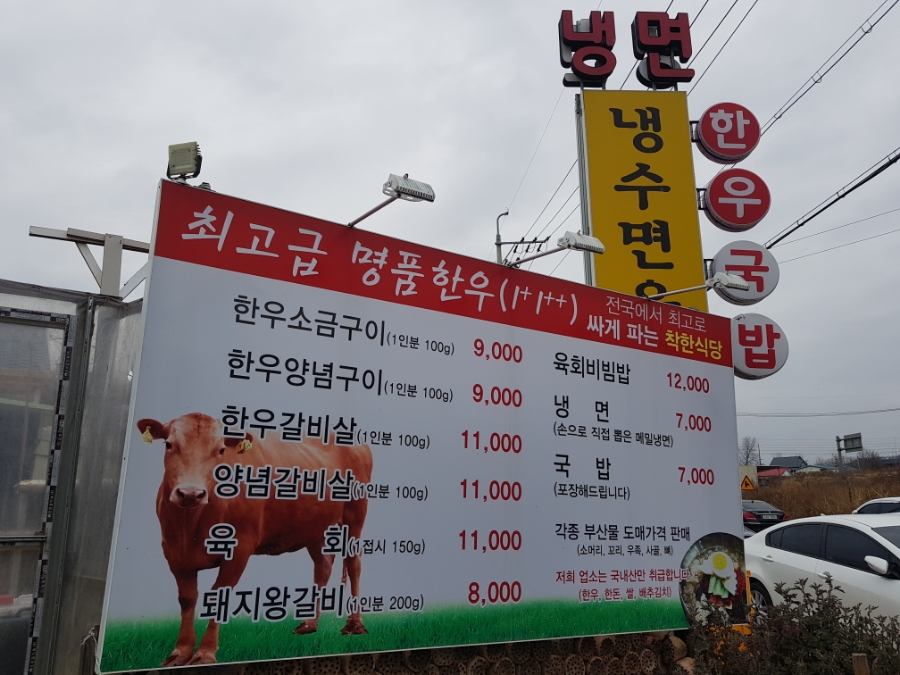 냉면
냉수면옥
한우국밥
최고급 명품한우(1+1++)
전국에서 최고로
싸게 파는 착한식당
한우소금구이(1인분 100g) 9,000
한우양념구이(1인분 100g) 9,000
한우갈비살(1인분 100g) 11,000
양념갈비살(1인분 100g) 11,000
육 회(1접시 150g) 11,000
돼지왕갈비(1인분 200g) 8,000
육회비빔밥 12,000
냉 면 7,000
(손으로 직접 뽑은 메밀냉면)
국 밥 7,000
(포장해드립니다)
각종 부산물 도매가격 판매
(소머리, 꼬리, 우족, 사골, 뼈)
저희 업소는 국내산만 취급합니다
(한우, 한돈, 쌀, 배추김치)